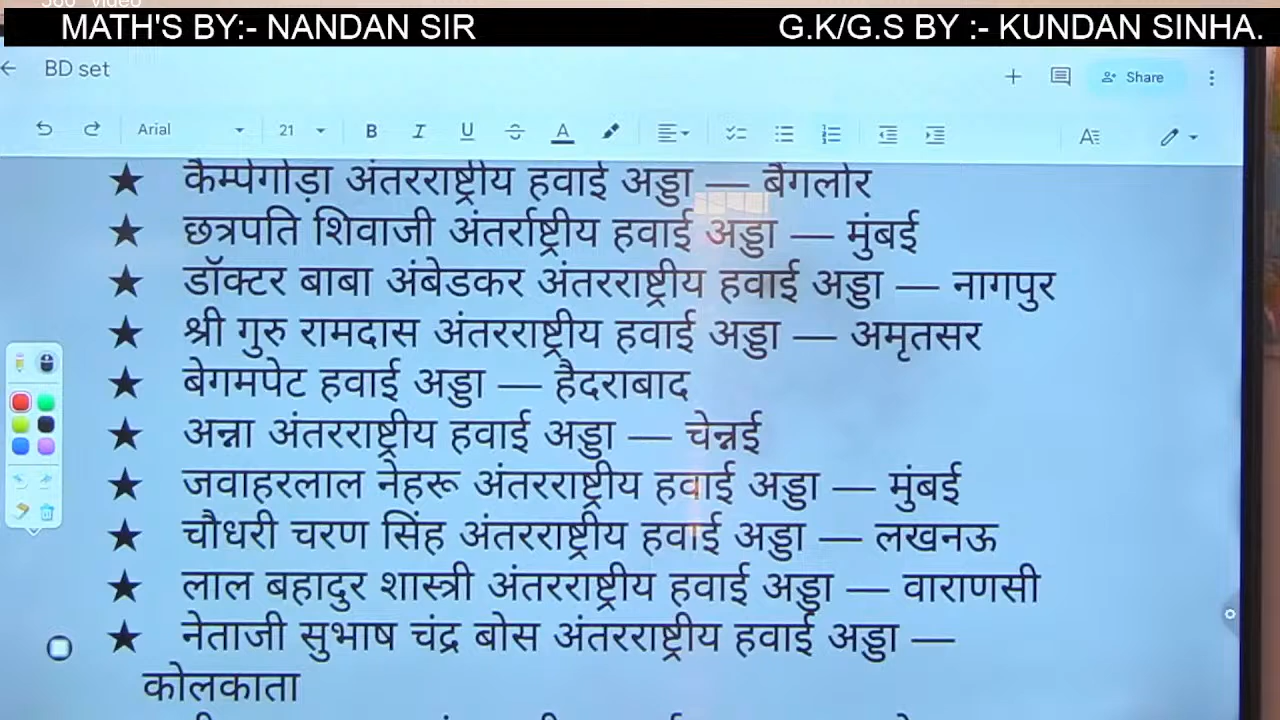 MATH'S BY:- NANDAN SIR
G.K/G.S BY :- KUNDAN SINHA.
BD set
Share
Arial
21
B I U S A
★ कैम्पेगोड़ा अंतरराष्ट्रीय हवाई अड्डा — बैंगलोर
★ छत्रपति शिवाजी अंतर्राष्ट्रीय हवाई अड्डा — मुंबई
★ डॉक्टर बाबा अंबेडकर अंतरराष्ट्रीय हवाई अड्डा — नागपुर
★ श्री गुरु रामदास अंतरराष्ट्रीय हवाई अड्डा — अमृतसर
★ बेगमपेट हवाई अड्डा — हैदराबाद
★ अन्ना अंतरराष्ट्रीय हवाई अड्डा — चेन्नई
★ जवाहरलाल नेहरू अंतरराष्ट्रीय हवाई अड्डा — मुंबई
★ चौधरी चरण सिंह अंतरराष्ट्रीय हवाई अड्डा — लखनऊ
★ लाल बहादुर शास्त्री अंतरराष्ट्रीय हवाई अड्डा — वाराणसी
★ नेताजी सुभाष चंद्र बोस अंतरराष्ट्रीय हवाई अड्डा —
कोलकाता